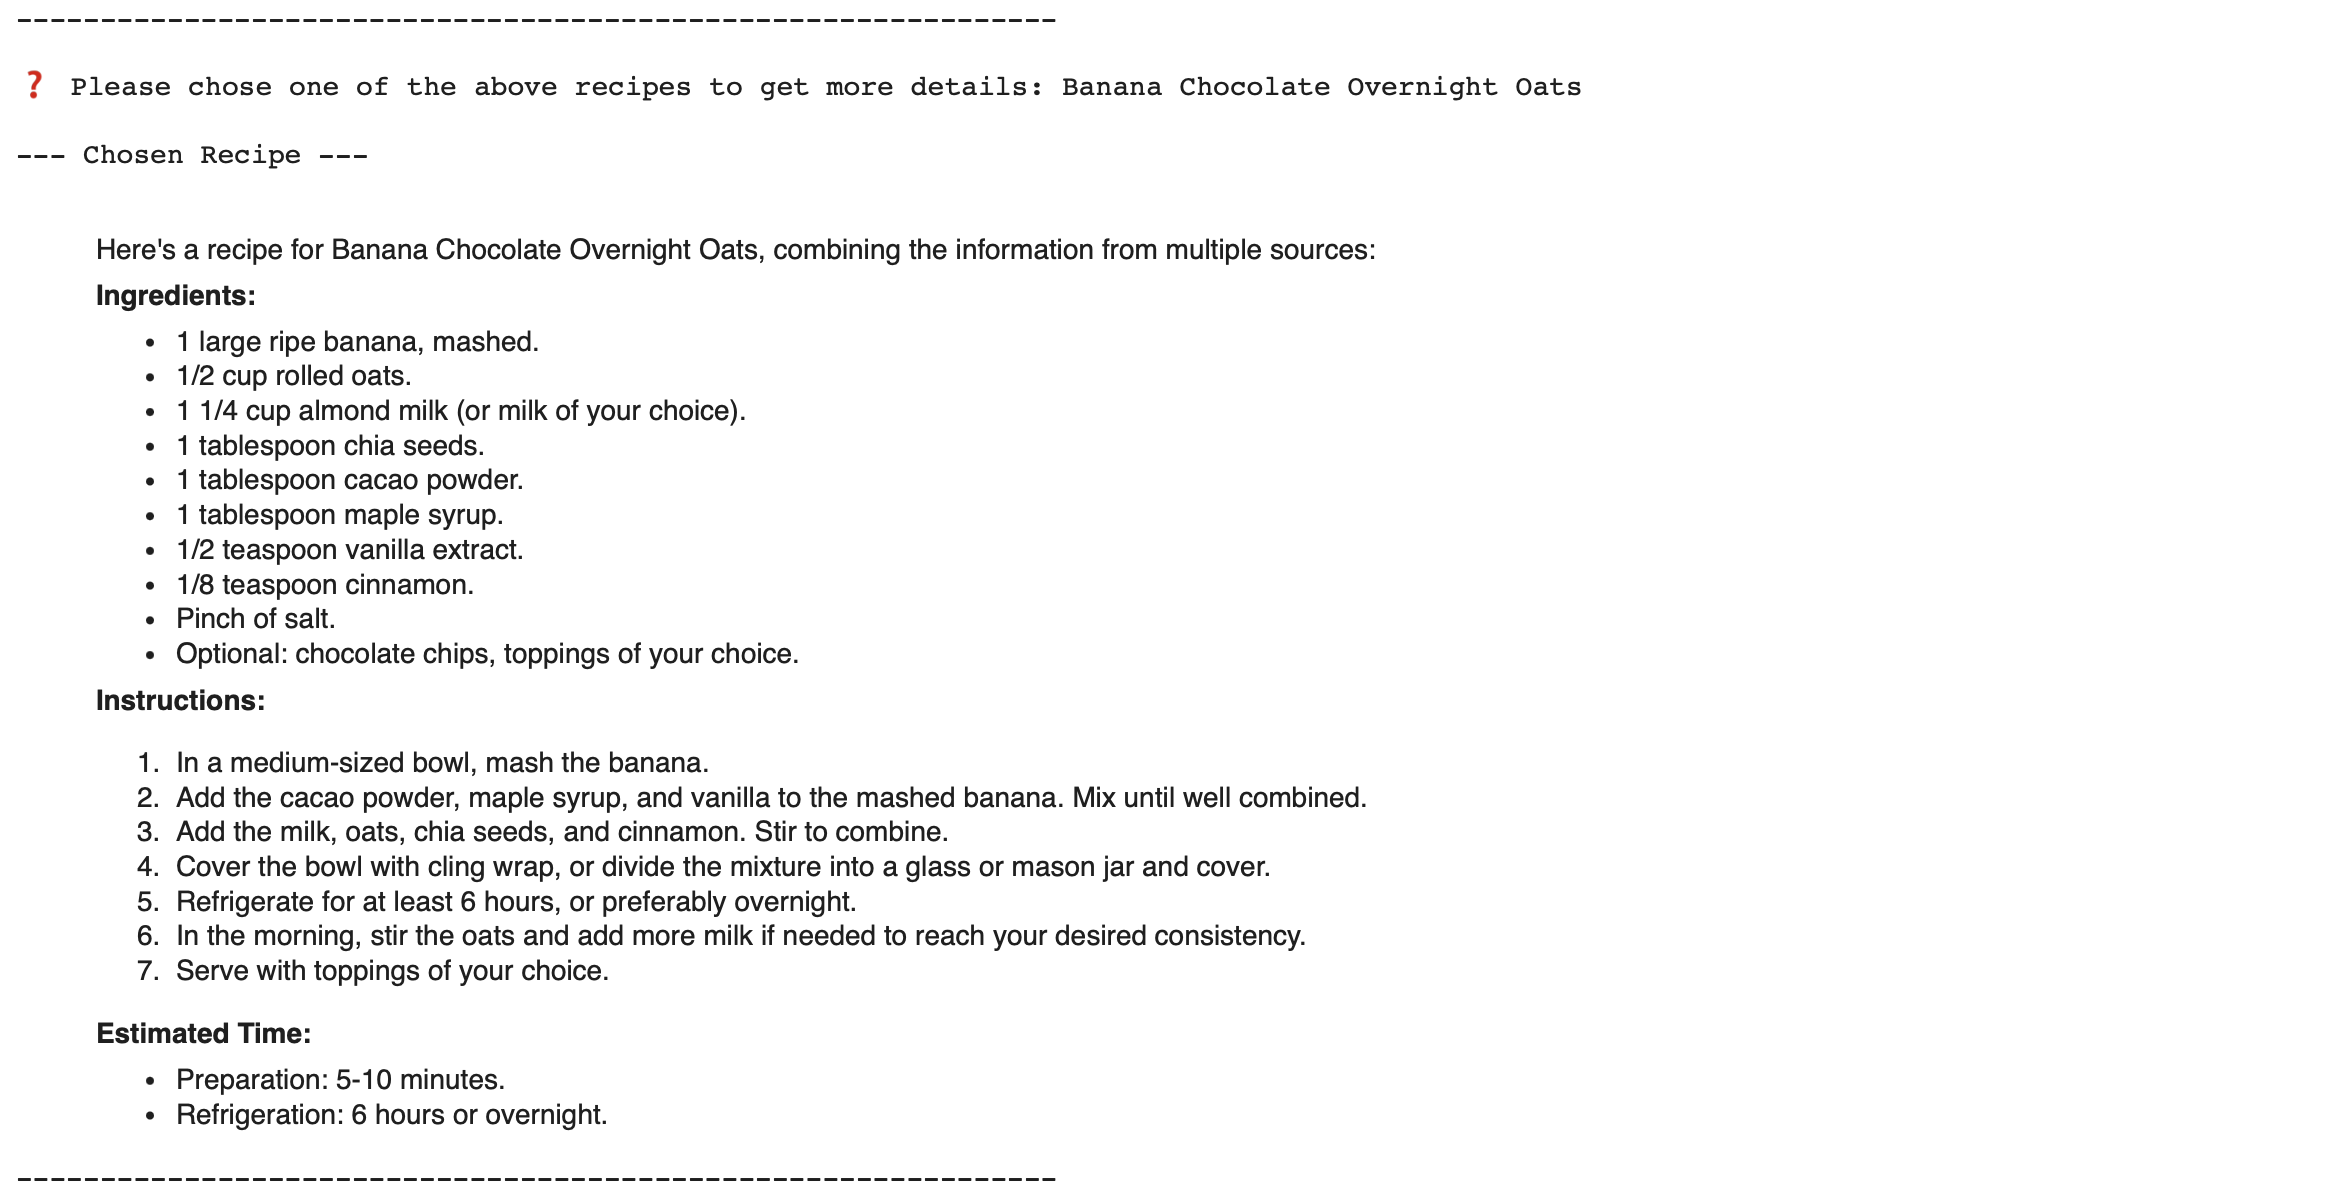 --------------------------------------------------------------
❓ Please chose one of the above recipes to get more details: Banana Chocolate Overnight Oats
--- Chosen Recipe ---
Here's a recipe for Banana Chocolate Overnight Oats, combining the information from multiple sources:
Ingredients:
• 1 large ripe banana, mashed.
• 1/2 cup rolled oats.
• 1 1/4 cup almond milk (or milk of your choice).
• 1 tablespoon chia seeds.
• 1 tablespoon cacao powder.
• 1 tablespoon maple syrup.
• 1/2 teaspoon vanilla extract.
• 1/8 teaspoon cinnamon.
• Pinch of salt.
• Optional: chocolate chips, toppings of your choice.
Instructions:
1. In a medium-sized bowl, mash the banana.
2. Add the cacao powder, maple syrup, and vanilla to the mashed banana. Mix until well combined.
3. Add the milk, oats, chia seeds, and cinnamon. Stir to combine.
4. Cover the bowl with cling wrap, or divide the mixture into a glass or mason jar and cover.
5. Refrigerate for at least 6 hours, or preferably overnight.
6. In the morning, stir the oats and add more milk if needed to reach your desired consistency.
7. Serve with toppings of your choice.
Estimated Time:
• Preparation: 5-10 minutes.
• Refrigeration: 6 hours or overnight.
--------------------------------------------------------------